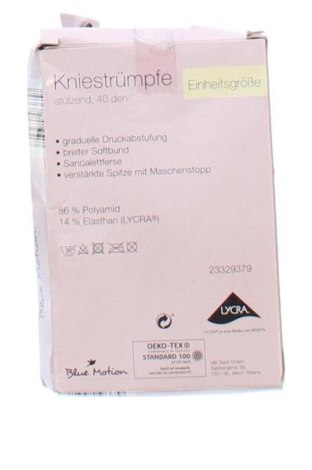 Kniestrümpfe
Einheitsgröße
stützend, 40 den
• graduelle Druckabstufung
• breiter Softbund
• Sandalettferse
• verstärkte Spitze mit Maschenstopp
86 % Polyamid
14 % Elasthan (LYCRA®)
23329379
LYCRA
Blue Motion
OEKO-TEX®
STANDARD 100